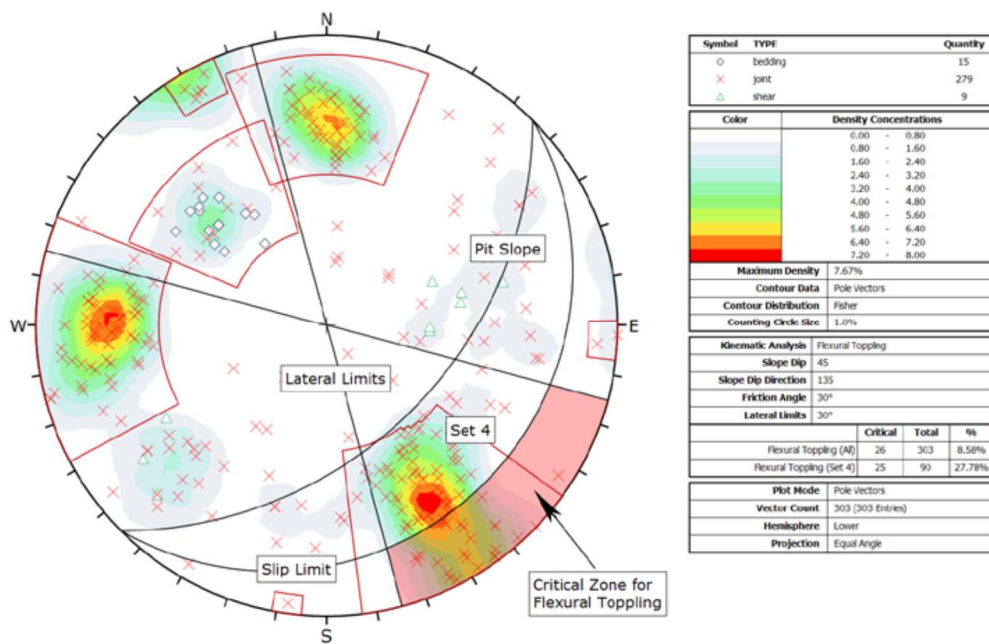 N
Pit Slope
W
E
Lateral Limits
Set 4
Slip Limit
Critical Zone for
Flexural Toppling
S
Symbol TYPE Quantity
bedding 15
joint 279
shear 9
Color Density Concentrations
0.00 - 0.80
0.80 - 1.60
1.60 - 2.40
2.40 - 3.20
3.20 - 4.00
4.00 - 4.80
4.80 - 5.60
5.60 - 6.40
6.40 - 7.20
7.20 - 8.00
Maximum Density 7.67%
Contour Data Pole Vectors
Contour Distribution Fisher
Counting Circle Size 1.0%
Kinematic Analysis Flexural Toppling
Slope Dip 45
Slope Dip Direction 135
Friction Angle 30°
Lateral Limits 30°
Critical Total %
Flexural Toppling (All) 26 303 8.58%
Flexural Toppling (Set 4) 25 90 27.78%
Plot Mode Pole Vectors
Vector Count 303 (303 Entries)
Hemisphere Lower
Projection Equal Angle